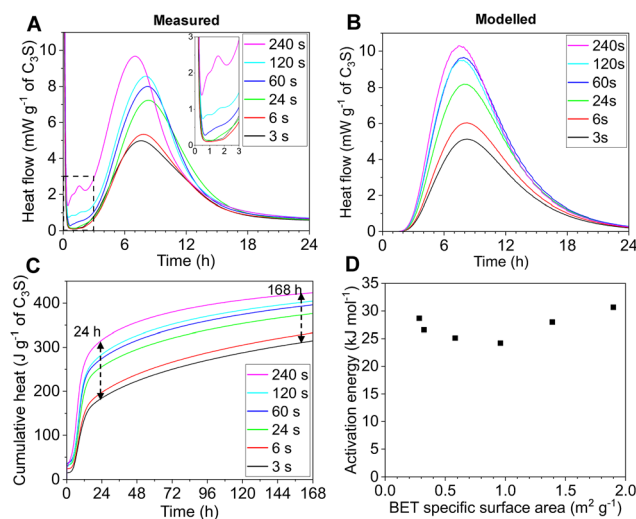 A
Measured
Heat flow (mW g⁻¹ of C₃S)
10
8
6
4
2
0
0 6 12 18 24
Time (h)
3
2
1
0
0 1 2 3
240 s
120 s
60 s
24 s
6 s
3 s
B
Modelled
Heat flow (mW g⁻¹ of C₃S)
10
8
6
4
2
0
0 6 12 18 24
Time (h)
240s
120s
60s
24s
6s
3s
C
Cumulative heat (J g⁻¹ of C₃S)
400
300
200
100
0
0 24 48 72 96 120 144 168
Time (h)
24 h
168 h
240 s
120 s
60 s
24 s
6 s
3 s
D
Activation energy (kJ mol⁻¹)
35
30
25
20
15
10
5
0
0.0 0.5 1.0 1.5 2.0
BET specific surface area (m² g⁻¹)